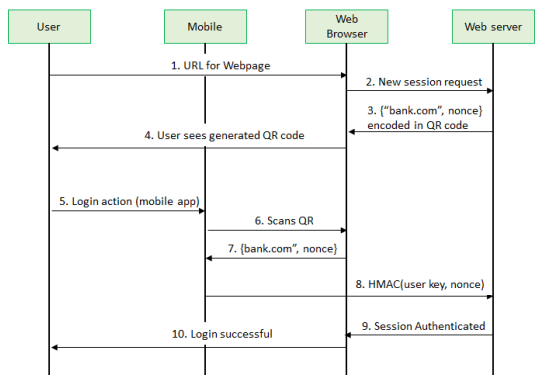 User
Mobile
Web
Browser
Web server
1. URL for Webpage
2. New session request
3. {“bank.com”, nonce}
encoded in QR code
4. User sees generated QR code
5. Login action (mobile app)
6. Scans QR
7. {bank.com”, nonce}
8. HMAC(user key, nonce)
9. Session Authenticated
10. Login successful